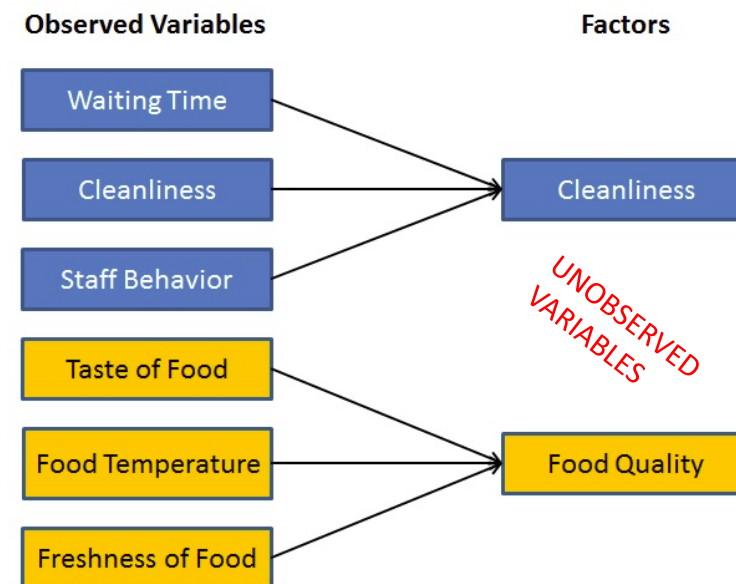 Observed Variables
Factors
Waiting Time
Cleanliness
Cleanliness
Staff Behavior
UNOBSERVED
VARIABLES
Taste of Food
Food Temperature
Food Quality
Freshness of Food